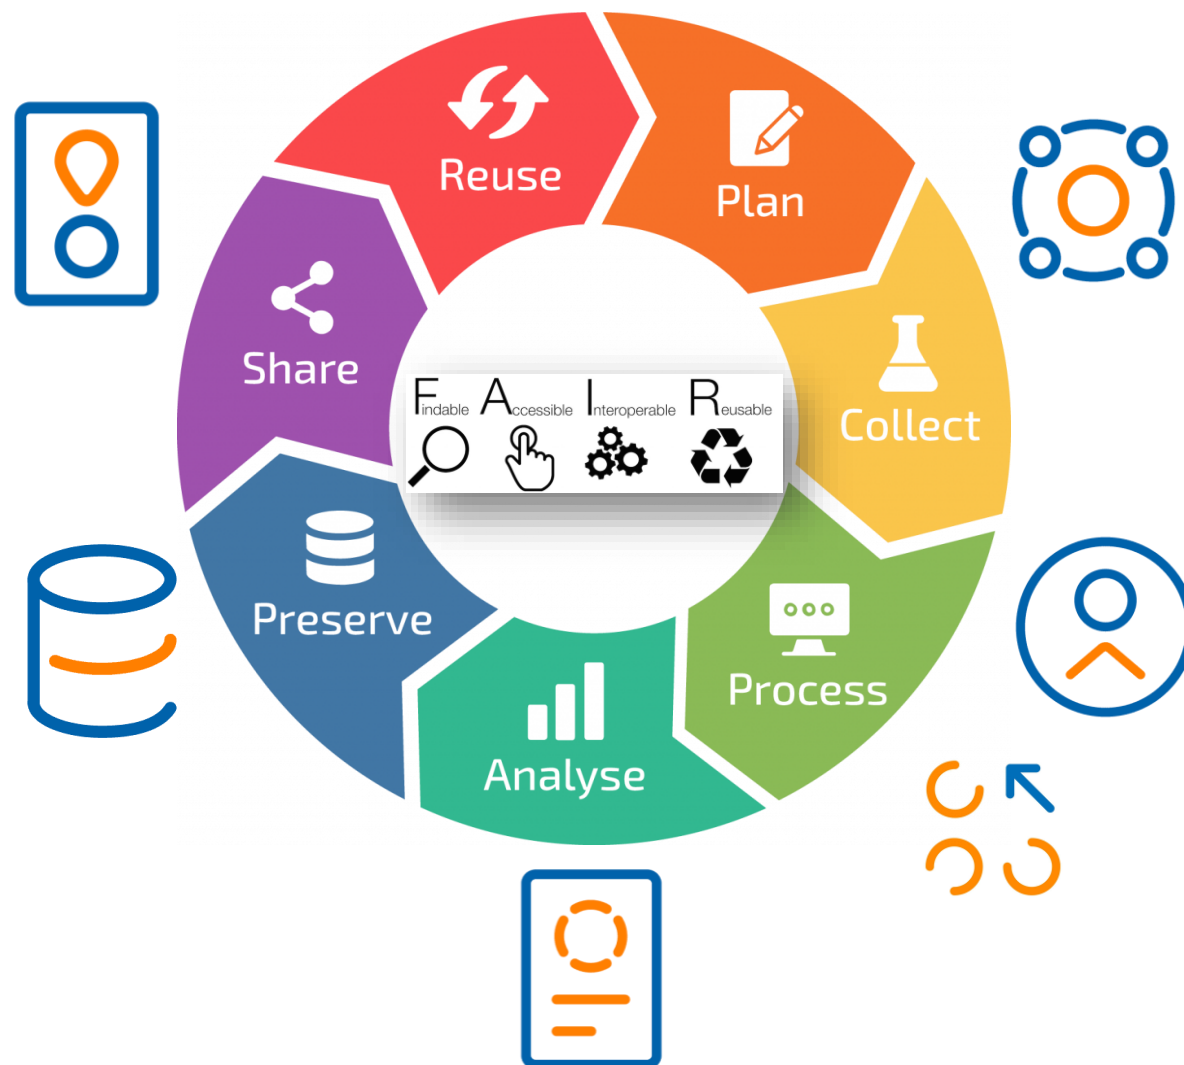 Reuse
Plan
Share
Collect
Findable Accessible Interoperable Reusable
Preserve
Process
Analyse